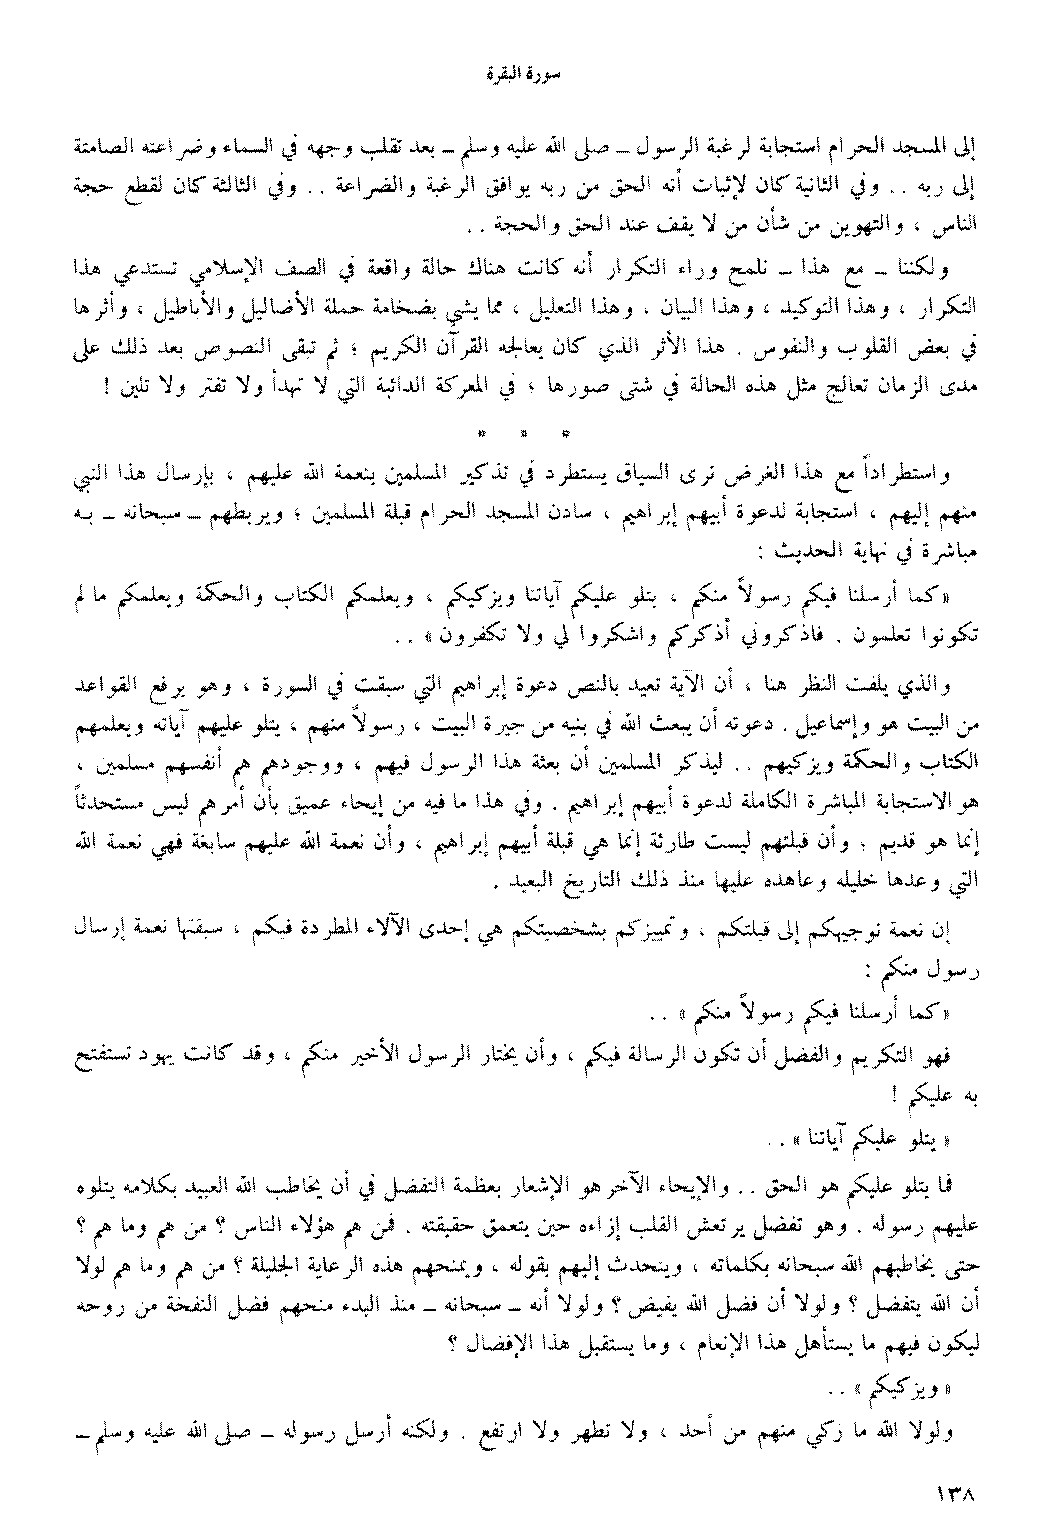 سورة البقرة
إلى المسجد الحرام استجابة لرغبة الرسول ــ صلى الله عليه وسلم ــ بعد تقلب وجهه في السماء وضراعته الصامتة
إلى ربه .. وفي الثانية كان لإثبات أنه الحق من ربه يوافق الرغبة والضراعة .. وفي الثالثة كان لقطع حجة
الناس ، والتهوين من شأن من لا يقف عند الحق والحجة ..
ولكننا ــ مع هذا ــ نلمح وراء التكرار أنه كانت هناك حالة واقعة في الصف الإسلامي تستدعي هذا
التكرار ، وهذا التوكيد ، وهذا البيان ، وهذا التعليل ، مما يشي بضخامة حملة الأضاليل والأباطيل ، وأثرها
في بعض القلوب والنفوس . هذا الأثر الذي كان يعالجه القرآن الكريم ؛ ثم تبقى النصوص بعد ذلك على
مدى الزمان تعالج مثل هذه الحالة في شتى صورها ، في المعركة الدائبة التي لا تهدأ ولا تفتر ولا تلين !
* * *
واستطراداً مع هذا الغرض نرى السياق يستطرد في تذكير المسلمين بنعمة الله عليهم ، بإرسال هذا النبي
منهم إليهم ، استجابة لدعوة أبيهم إبراهيم ، سادن المسجد الحرام قبلة المسلمين ؛ ويربطهم ــ سبحانه ــ به
مباشرة في نهاية الحديث :
«كما أرسلنا فيكم رسولاً منكم ، يتلو عليكم آياتنا ويزكيكم ، ويعلمكم الكتاب والحكمة ويعلمكم ما لم
تكونوا تعلمون . فاذكروني أذكركم واشكروا لي ولا تكفرون» ..
والذي يلفت النظر هنا ، أن الآية تعيد بالنص دعوة إبراهيم التي سبقت في السورة ، وهو يرفع القواعد
من البيت هو وإسماعيل . دعوته أن يبعث الله في بنيه من جيرة البيت ، رسولاً منهم ، يتلو عليهم آياته ويعلمهم
الكتاب والحكمة ويزكيهم .. ليذكر المسلمين أن بعثة هذا الرسول فيهم ، ووجودهم هم أنفسهم مسلمين ،
هو الاستجابة المباشرة الكاملة لدعوة أبيهم إبراهيم . وفي هذا ما فيه من إيحاء عميق بأن أمرهم ليس مستحدثاً
إنما هو قديم ؛ وأن قبلتهم ليست طارئة إنما هي قبلة أبيهم إبراهيم ، وأن نعمة الله عليهم سابغة فهي نعمة الله
التي وعدها خليله وعاهده عليها منذ ذلك التاريخ البعيد .
إن نعمة توجيهكم إلى قبلتكم ، وتمييزكم بشخصيتكم هي إحدى الآلاء المطردة فيكم ، سبقتها نعمة إرسال
رسول منكم :
«كما أرسلنا فيكم رسولاً منكم» ..
فهو التكريم والفضل أن تكون الرسالة فيكم ، وأن يختار الرسول الأخير منكم ، وقد كانت يهود تستفتح
به عليكم !
« يتلو عليكم آياتنا » ..
فما يتلو عليكم هو الحق .. والإيحاء الآخر هو الإشعار بعظمة التفضل في أن يخاطب الله العبيد بكلامه يتلوه
عليهم رسوله . وهو تفضل يرتعش القلب إزاءه حين يتعمق حقيقته . فمن هم هؤلاء الناس ؟ من هم وما هم ؟
حتى يخاطبهم الله سبحانه بكلماته ، ويتحدث إليهم بقوله ، ويمنحهم هذه الرعاية الجليلة ؟ من هم وما هم لولا
أن الله يتفضل ؟ ولولا أن فضل الله يفيض ؟ ولولا أنه ــ سبحانه ــ منذ البدء منحهم فضل النفخة من روحه
ليكون فيهم ما يستأهل هذا الإنعام ، وما يستقبل هذا الإفضال ؟
« ويزكيكم» ..
ولولا الله ما زكي منهم من أحد ، ولا تطهر ولا ارتفع . ولكنه أرسل رسوله ــ صلى الله عليه وسلم ــ
١٣٨